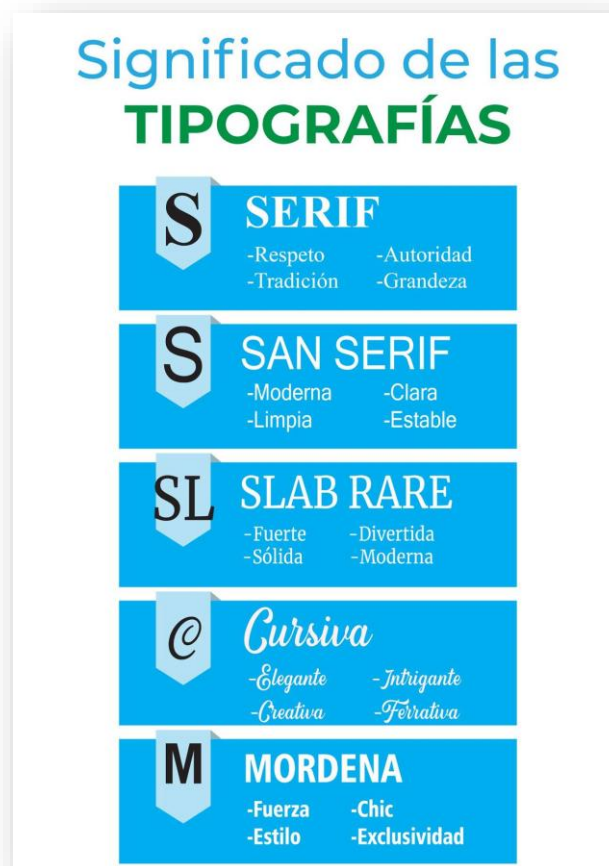 Significado de las
TIPOGRAFÍAS
S
SERIF
-Respeto -Autoridad
-Tradición -Grandeza
S
SAN SERIF
-Moderna -Clara
-Limpia -Estable
SL
SLAB RARE
-Fuerte -Divertida
-Sólida -Moderna
C
Cursiva
-Elegante -Intrigante
-Creativa -Ferrativa
M
MORDENA
-Fuerza -Chic
-Estilo -Exclusividad